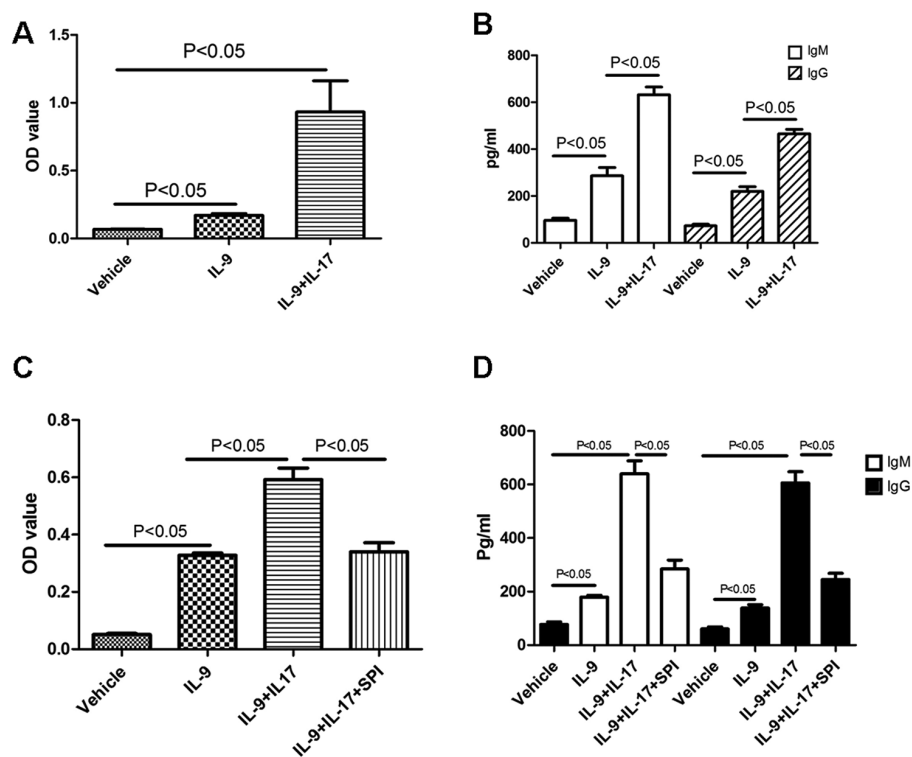 A
OD value
1.5
1.0
0.5
0.0
P<0.05
P<0.05
Vehicle
IL-9
IL-9+IL-17
B
pg/ml
800
600
400
200
0
IgM
IgG
P<0.05
P<0.05
P<0.05
P<0.05
Vehicle
IL-9
IL-9+IL-17
Vehicle
IL-9
IL-9+IL-17
C
OD value
0.8
0.6
0.4
0.2
0.0
P<0.05
P<0.05
P<0.05
Vehicle
IL-9
IL-9+IL17
IL-9+IL-17+SPI
D
Pg/ml
800
600
400
200
0
IgM
IgG
P<0.05
P<0.05
P<0.05
P<0.05
P<0.05
P<0.05
Vehicle
IL-9
IL-9+IL-17
IL-9+IL-17+SPI
Vehicle
IL-9
IL-9+IL-17
IL-9+IL-17+SPI